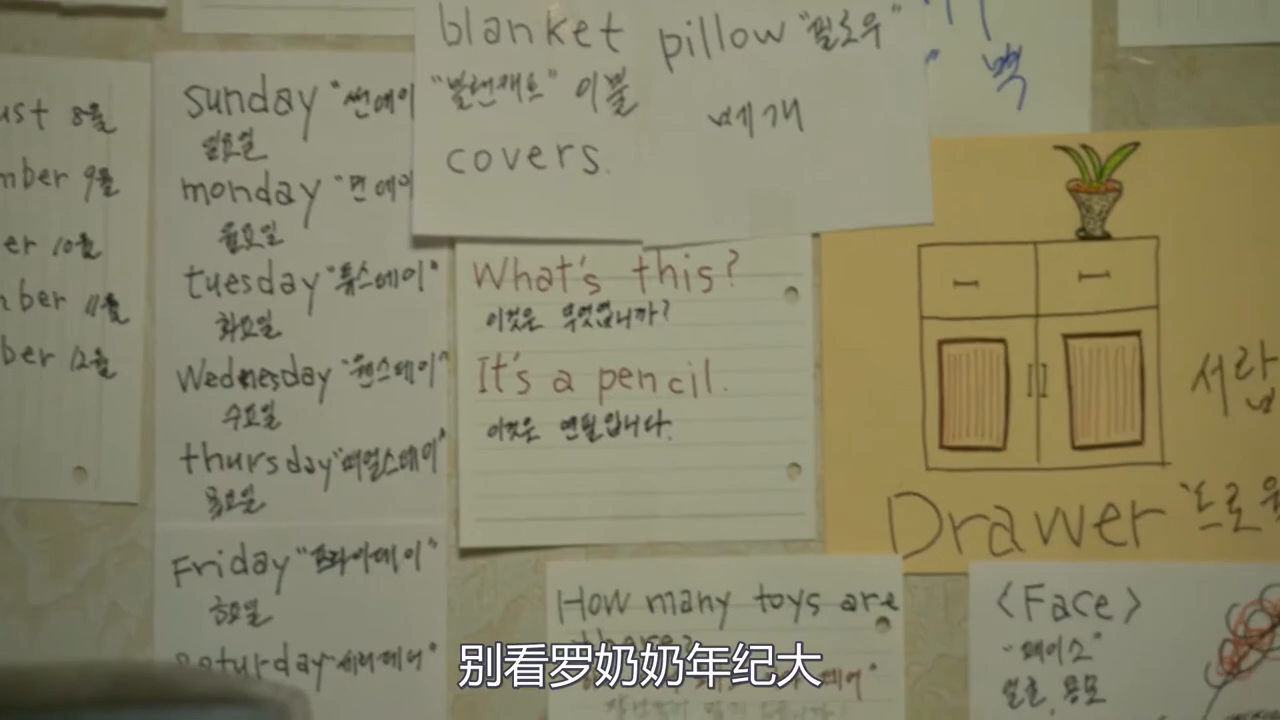 ust 8월
mber 9월
er 10월
mber 11월
ber 12월
sunday "썬데이
일요일
monday "먼데이
월요일
tuesday "튜스데이"
화요일
Wednesday "웬스데이"
수요일
thursday "떠얼스데이"
목요일
Friday "프라이데이"
금요일
saturday
blanket
"블랜캐트" 이불
covers.
pillow "필로우"
베개
벽
What's this?
이것은 무엇입니까?
It's a pencil.
이것은 연필입니다.
서랍
Drawer "드로우
How many toys are
there?
<Face>
"페이스"
얼굴, 용모
别看罗奶奶年纪大